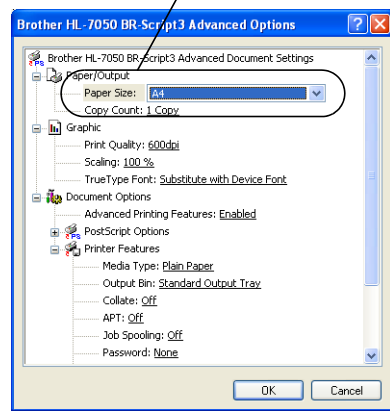 Brother HL-7050 BR-Script3 Advanced Options
Brother HL-7050 BR-Script3 Advanced Document Settings
Paper/Output
Paper Size: A4
Copy Count: 1 Copy
Graphic
Print Quality: 600dpi
Scaling: 100 %
TrueType Font: Substitute with Device Font
Document Options
Advanced Printing Features: Enabled
PostScript Options
Printer Features
Media Type: Plain Paper
Output Bin: Standard Output Tray
Collate: Off
APT: Off
Job Spooling: Off
Password: None
OK Cancel